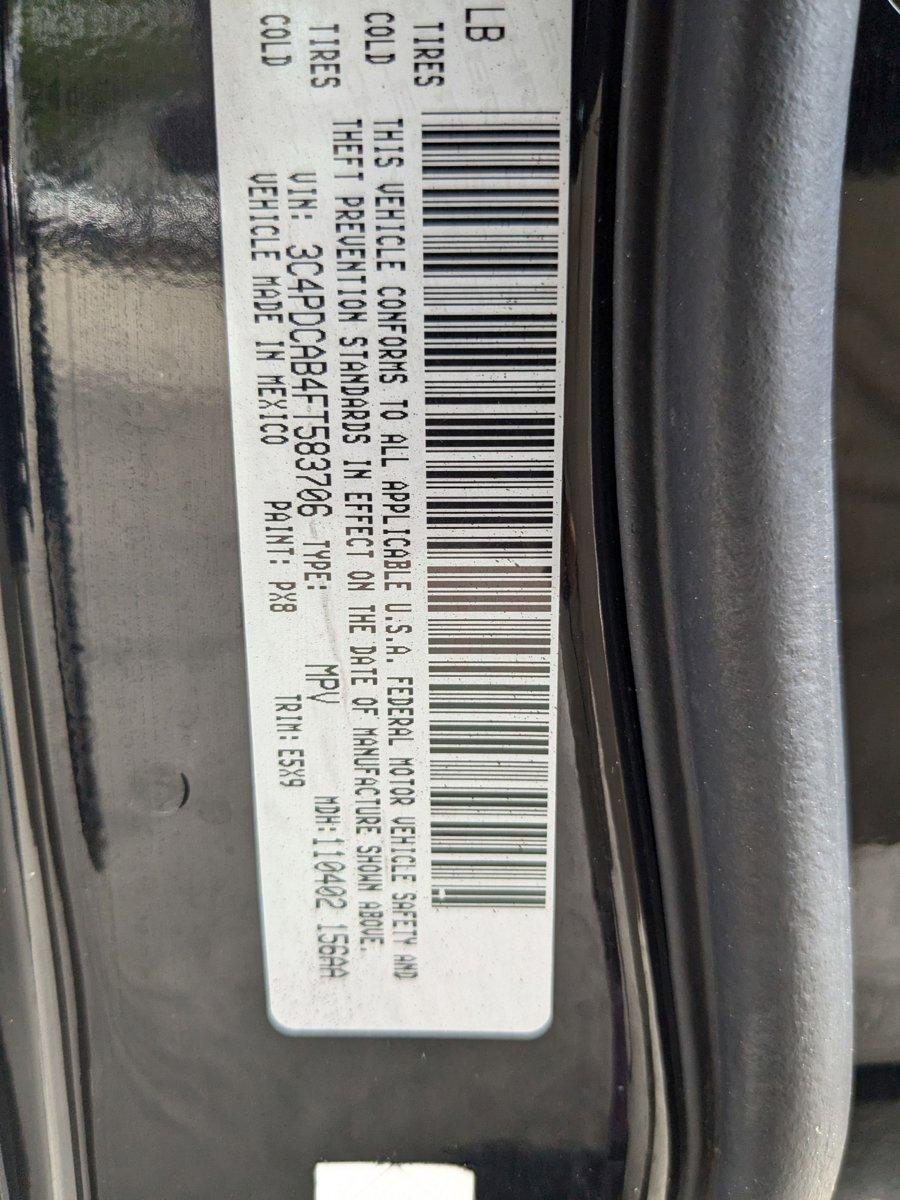 LB
TIRES COLD
TIRES COLD
THIS VEHICLE CONFORMS TO ALL APPLICABLE U.S.A. FEDERAL MOTOR VEHICLE SAFETY AND
THEFT PREVENTION STANDARDS IN EFFECT ON THE DATE OF MANUFACTURE SHOWN ABOVE.
VIN: 3C4PDCAB4FT583706 TYPE: MPV MDH:110402 156AA
VEHICLE MADE IN MEXICO PAINT: PX8 TRIM: E5X9